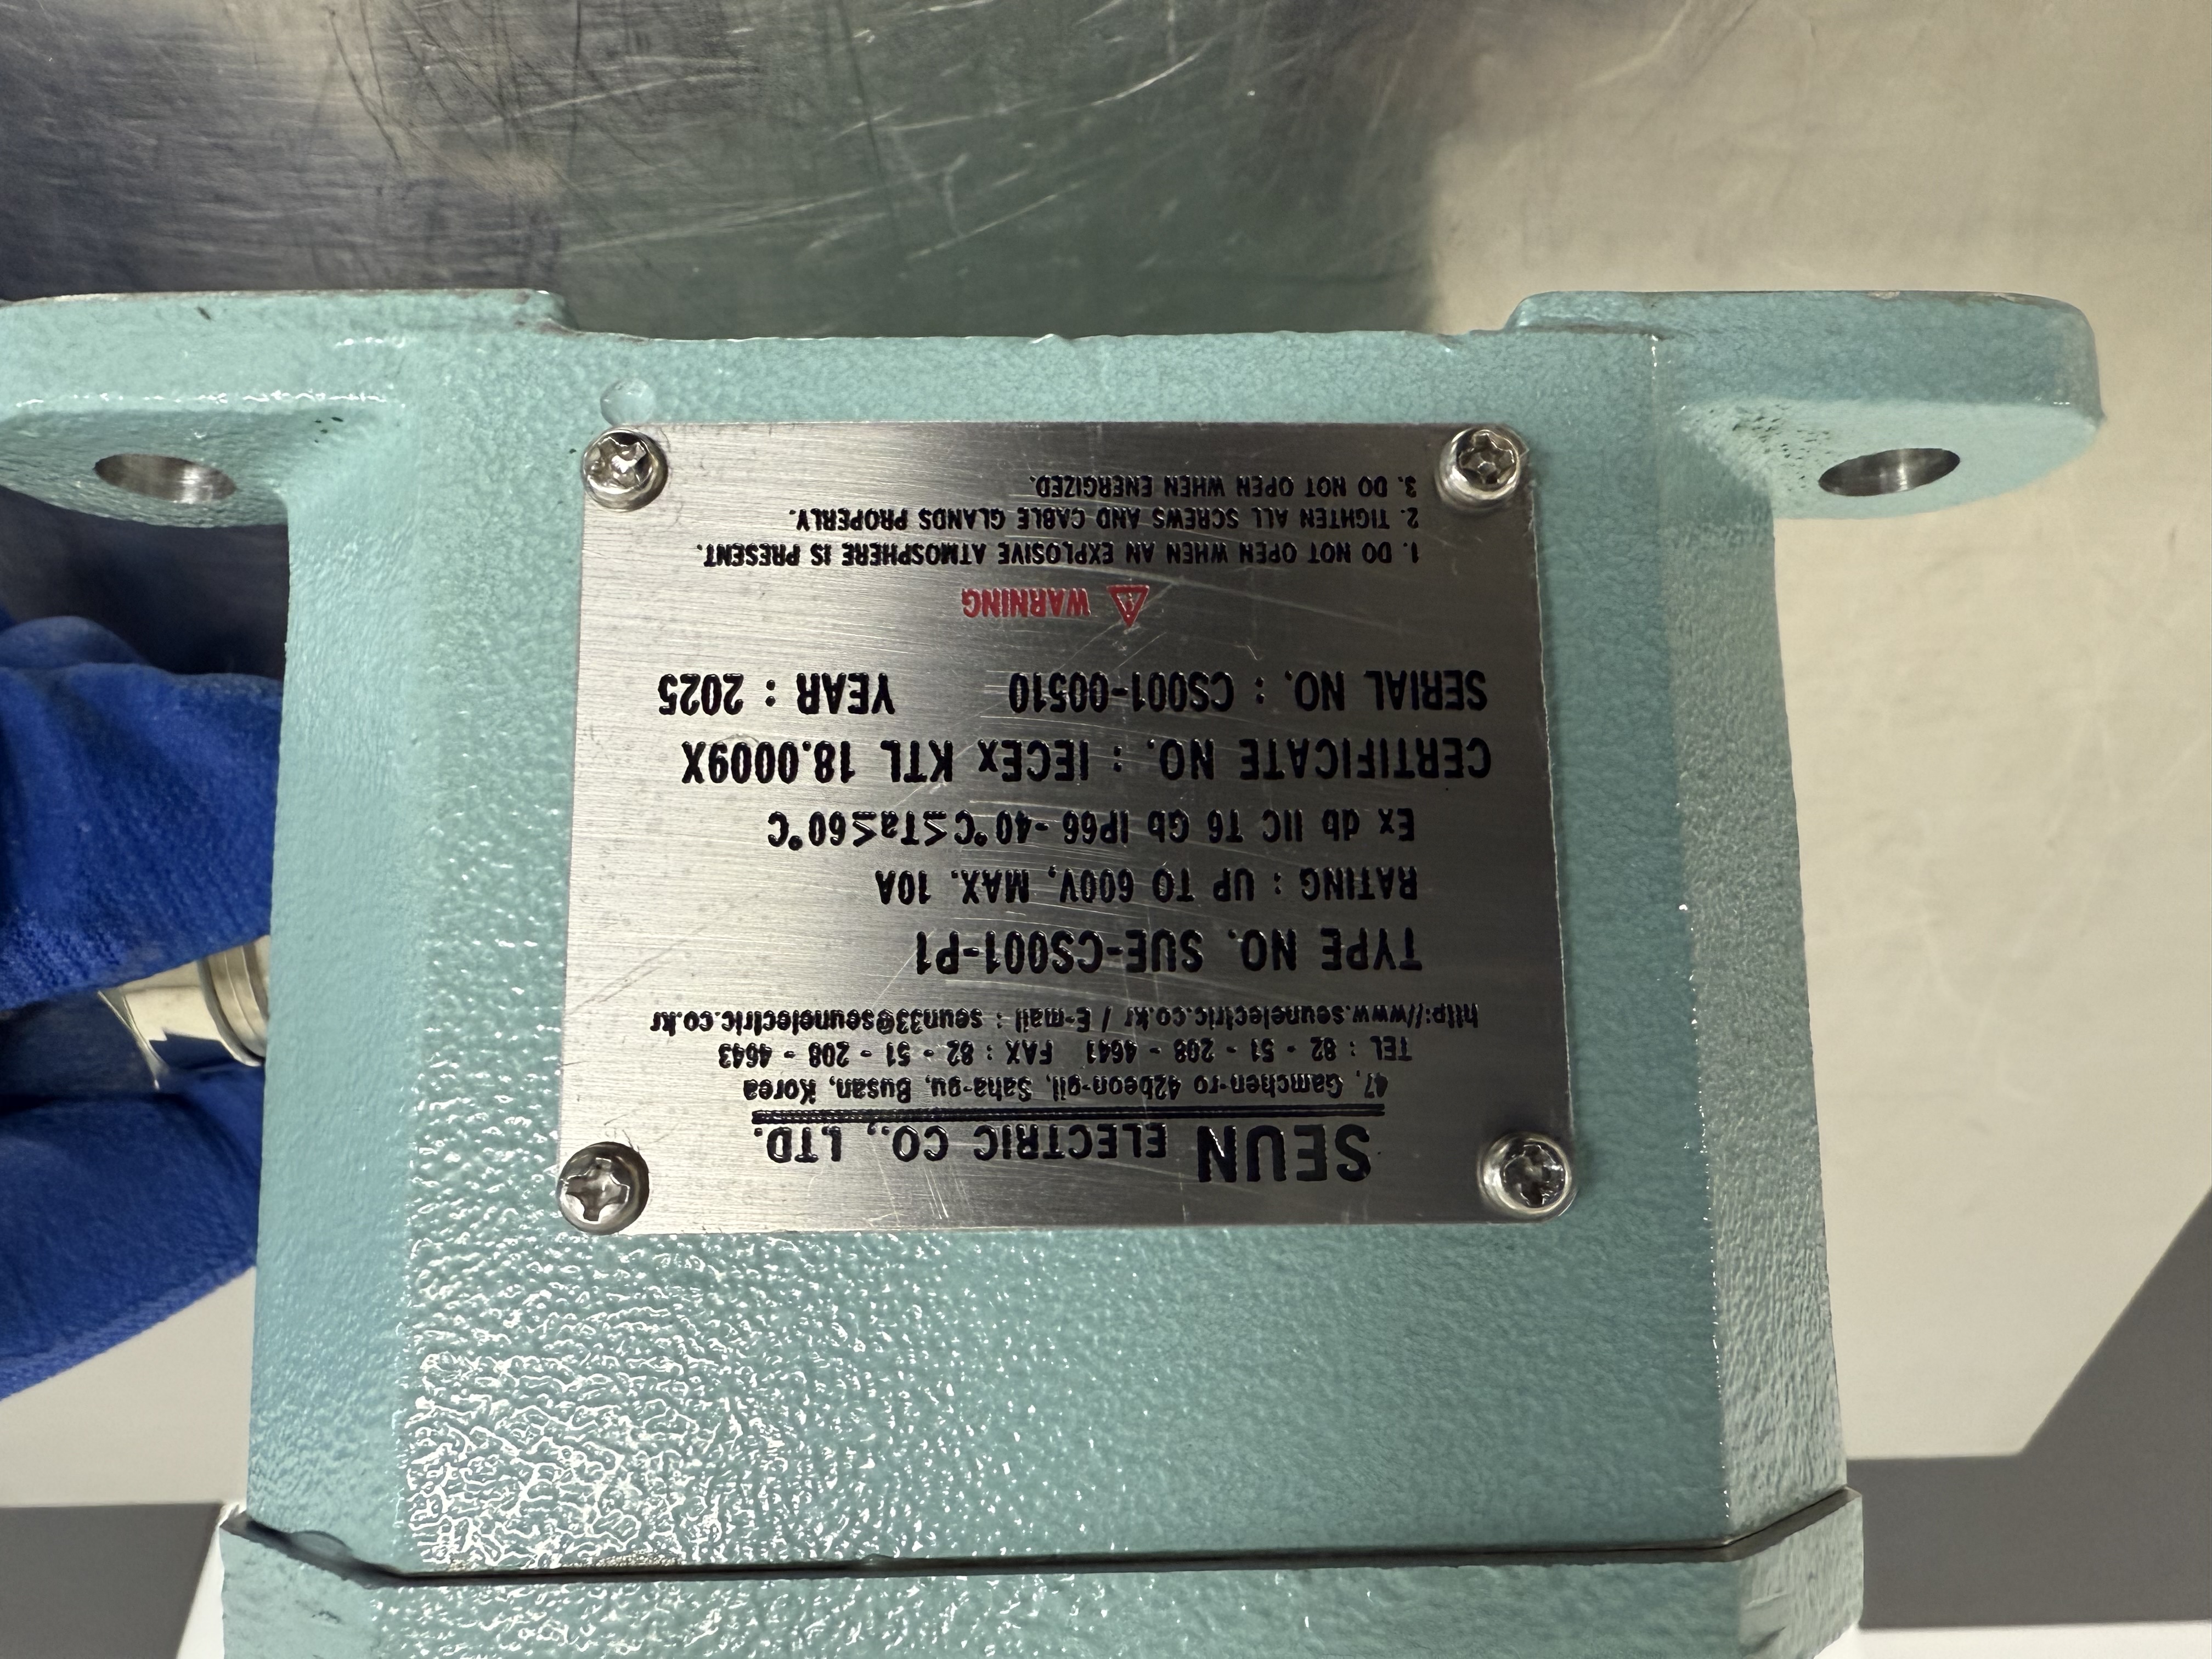 SEUN ELECTRIC CO., LTD.
47, Gamchen-ro 42beon-gil, Saha-gu, Busan, Korea
TEL : 82 - 51 - 208 - 4641 FAX : 82 - 51 - 208 - 4643
http://www.seunelectric.co.kr / E-mail : seun33@seunelectric.co.kr
TYPE NO. SUE-CS001-P1
RATING : UP TO 600V, MAX. 10A
Ex db IIC T6 Gb IP66 -40°C≤Ta≤60°C
CERTIFICATE NO. : IECEx KTL 18.0009X
SERIAL NO. : CS001-00510 YEAR : 2025
⚠ WARNING
1. DO NOT OPEN WHEN AN EXPLOSIVE ATMOSPHERE IS PRESENT.
2. TIGHTEN ALL SCREWS AND CABLE GLANDS PROPERLY.
3. DO NOT OPEN WHEN ENERGIZED.